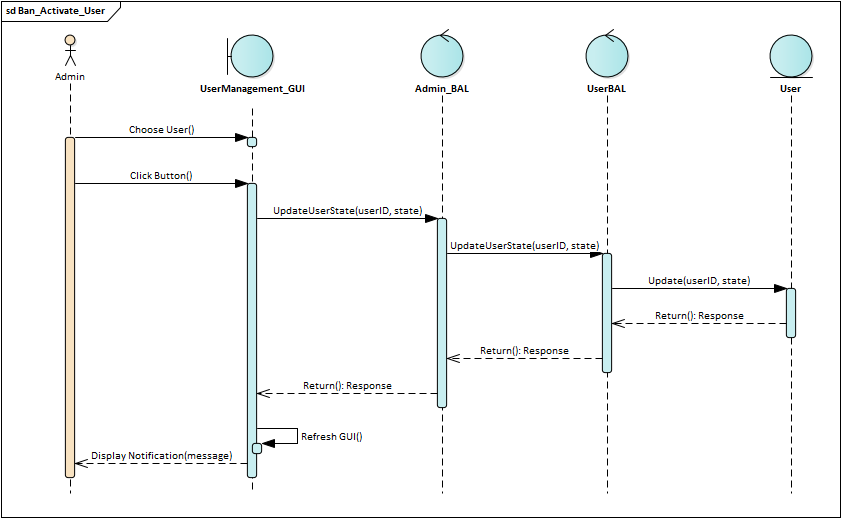 sd Ban_Activate_User
Admin
UserManagement_GUI
Admin_BAL
UserBAL
User
Choose User()
Click Button()
UpdateUserState(userID, state)
UpdateUserState(userID, state)
Update(userID, state)
Return(): Response
Return(): Response
Return(): Response
Refresh GUI()
Display Notification(message)